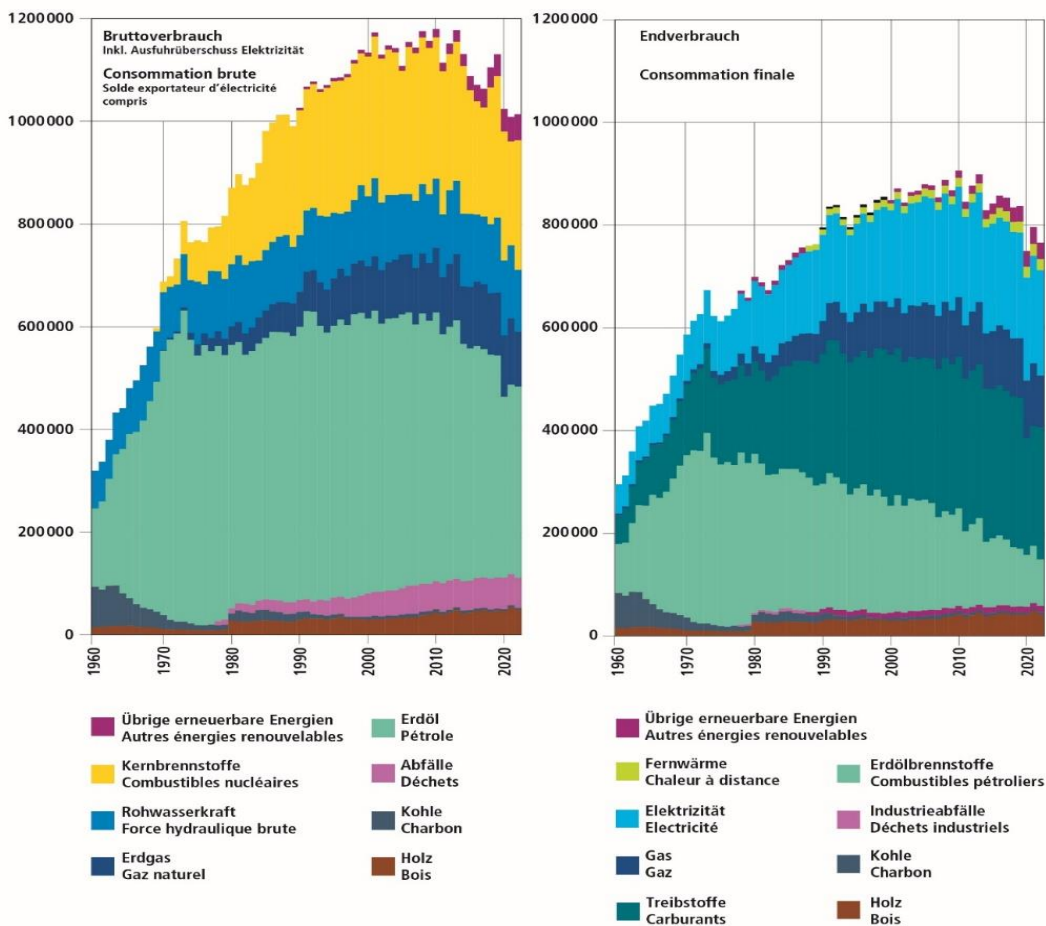 1200000
1000000
800000
600000
400000
200000
0
Bruttoverbrauch
Inkl. Ausfuhrüberschuss Elektrizität
Consommation brute
Solde exportateur d'électricité
compris
1960
1970
1980
1990
2000
2010
2020
Übrige erneuerbare Energien
Autres énergies renouvelables
Kernbrennstoffe
Combustibles nucléaires
Rohwasserkraft
Force hydraulique brute
Erdgas
Gaz naturel
Erdöl
Pétrole
Abfälle
Déchets
Kohle
Charbon
Holz
Bois
1200000
1000000
800000
600000
400000
200000
0
Endverbrauch
Consommation finale
1960
1970
1980
1990
2000
2010
2020
Übrige erneuerbare Energien
Autres énergies renouvelables
Fernwärme
Chaleur à distance
Elektrizität
Electricité
Gas
Gaz
Treibstoffe
Carburants
Erdölbrennstoffe
Combustibles pétroliers
Industrieabfälle
Déchets industriels
Kohle
Charbon
Holz
Bois